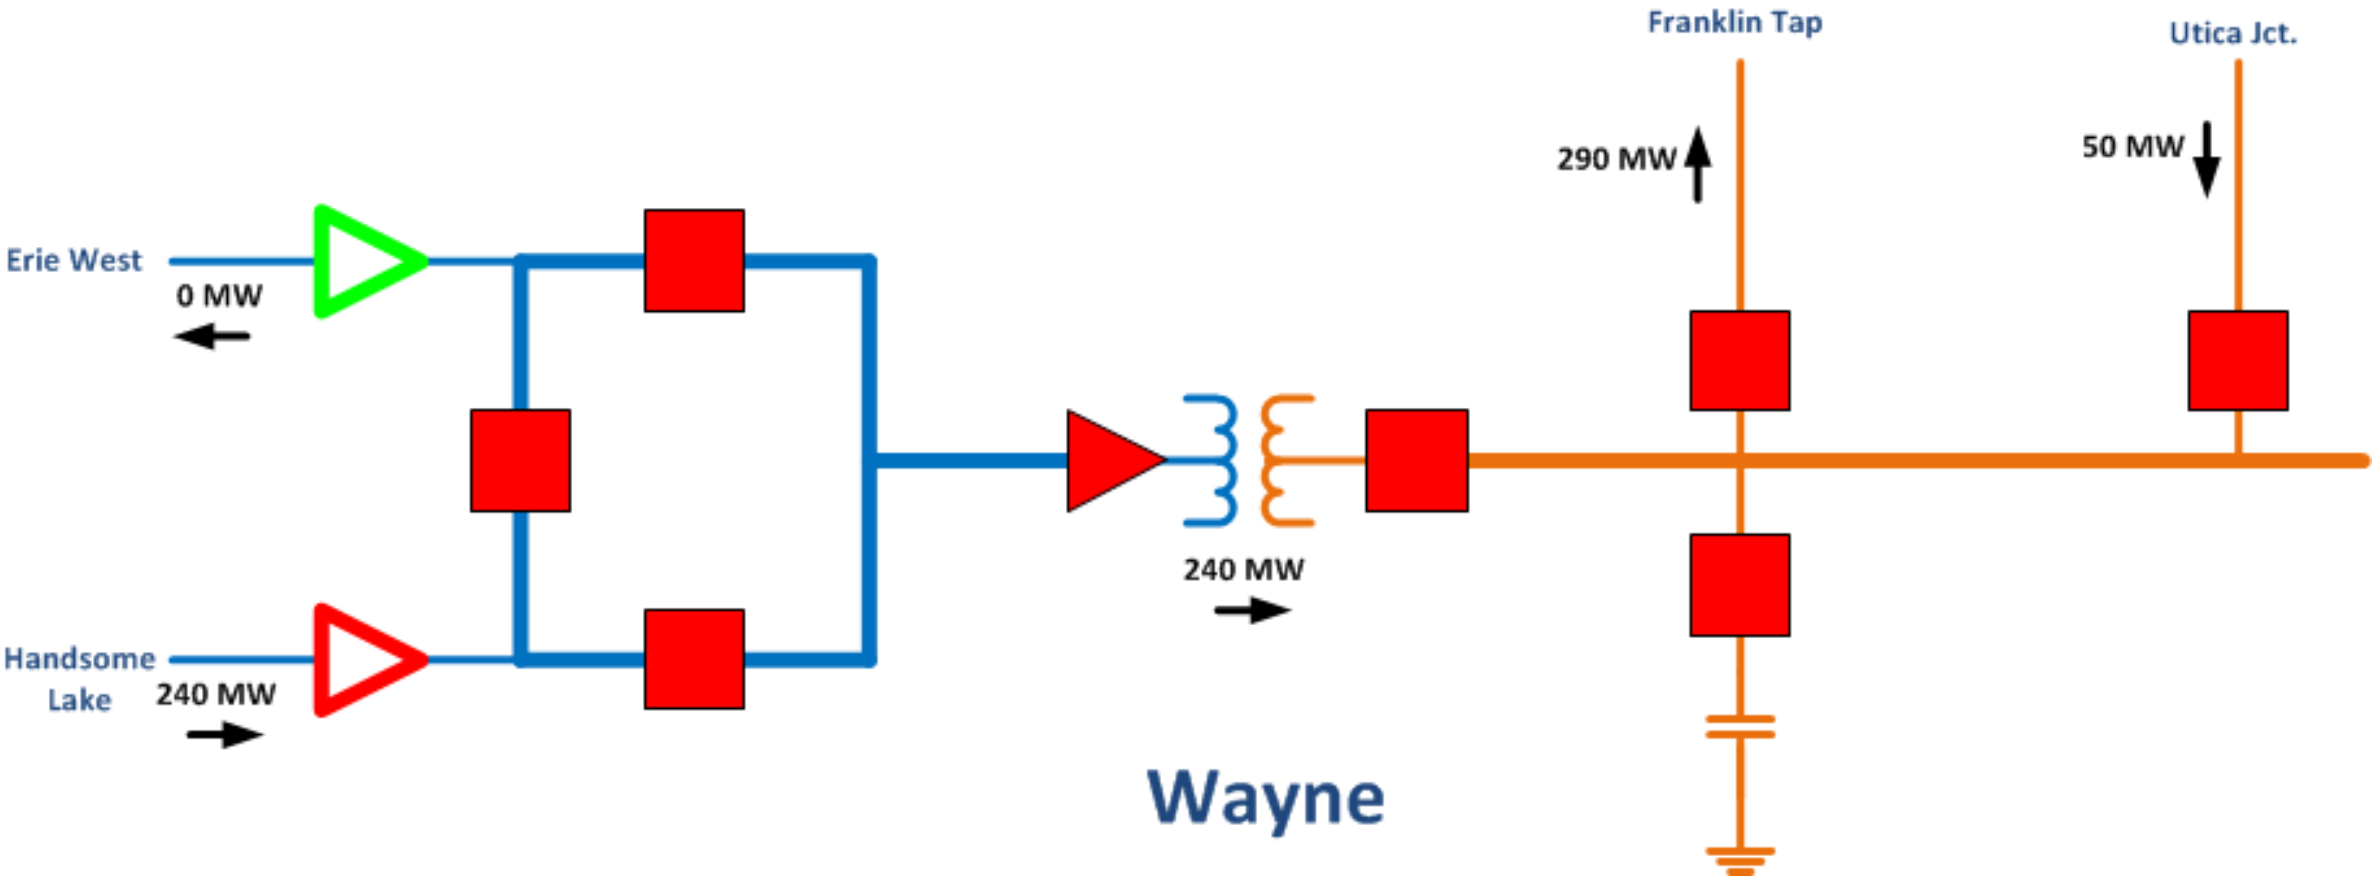 Franklin Tap
Utica Jct.
290 MW
50 MW
Erie West
0 MW
240 MW
Handsome
Lake
240 MW
Wayne